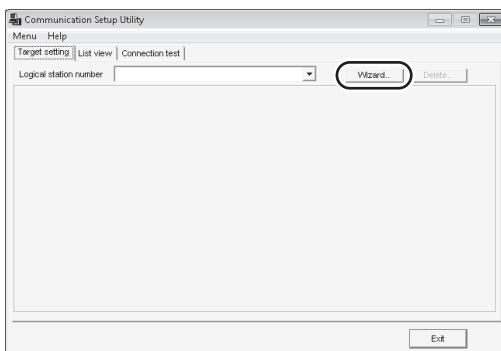 Communication Setup Utility
Menu Help
Target setting List view Connection test
Logical station number Wizard.. Delete..
Exit